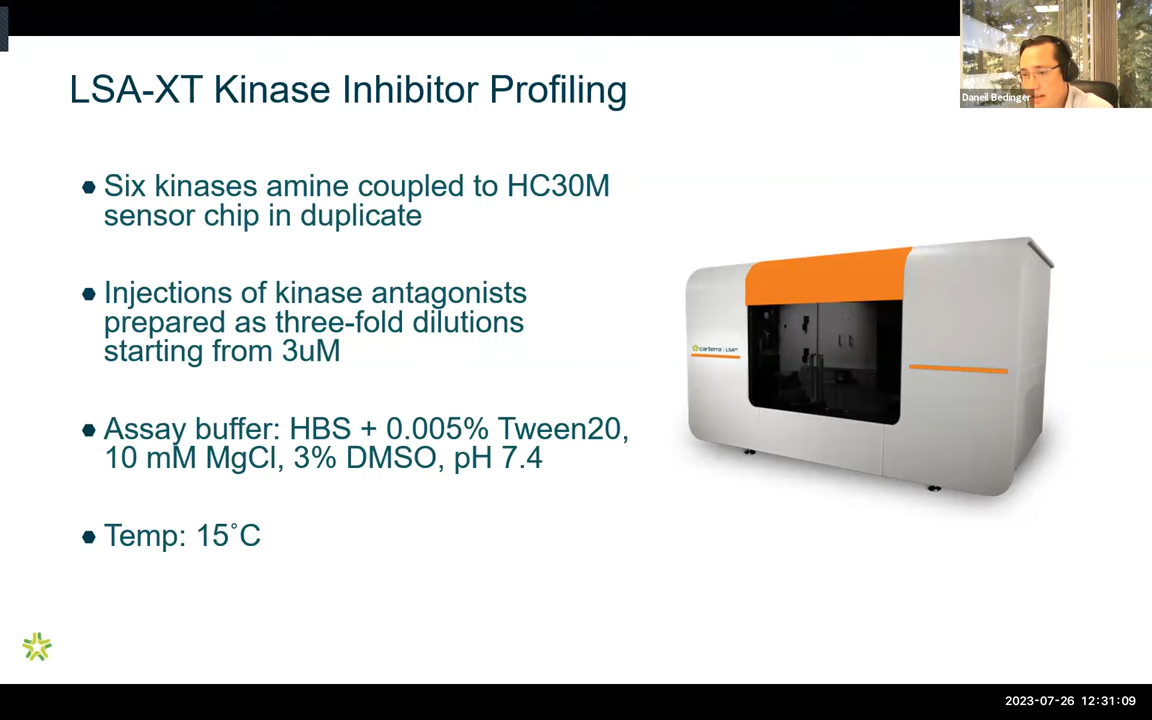 LSA-XT Kinase Inhibitor Profiling
Daneil Bedinger
Six kinases amine coupled to HC30M
sensor chip in duplicate
Injections of kinase antagonists
prepared as three-fold dilutions
starting from 3uM
carterra LSAXT
Assay buffer: HBS + 0.005% Tween20,
10 mM MgCl, 3% DMSO, pH 7.4
Temp: 15˚C
2023-07-26 12:31:09